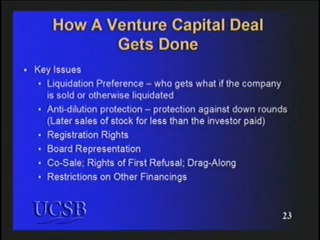 How A Venture Capital Deal
Gets Done
• Key Issues
• Liquidation Preference – who gets what if the company
is sold or otherwise liquidated
• Anti-dilution protection – protection against down rounds
(Later sales of stock for less than the investor paid)
• Registration Rights
• Board Representation
• Co-Sale; Rights of First Refusal; Drag-Along
• Restrictions on Other Financings
UCSB
23